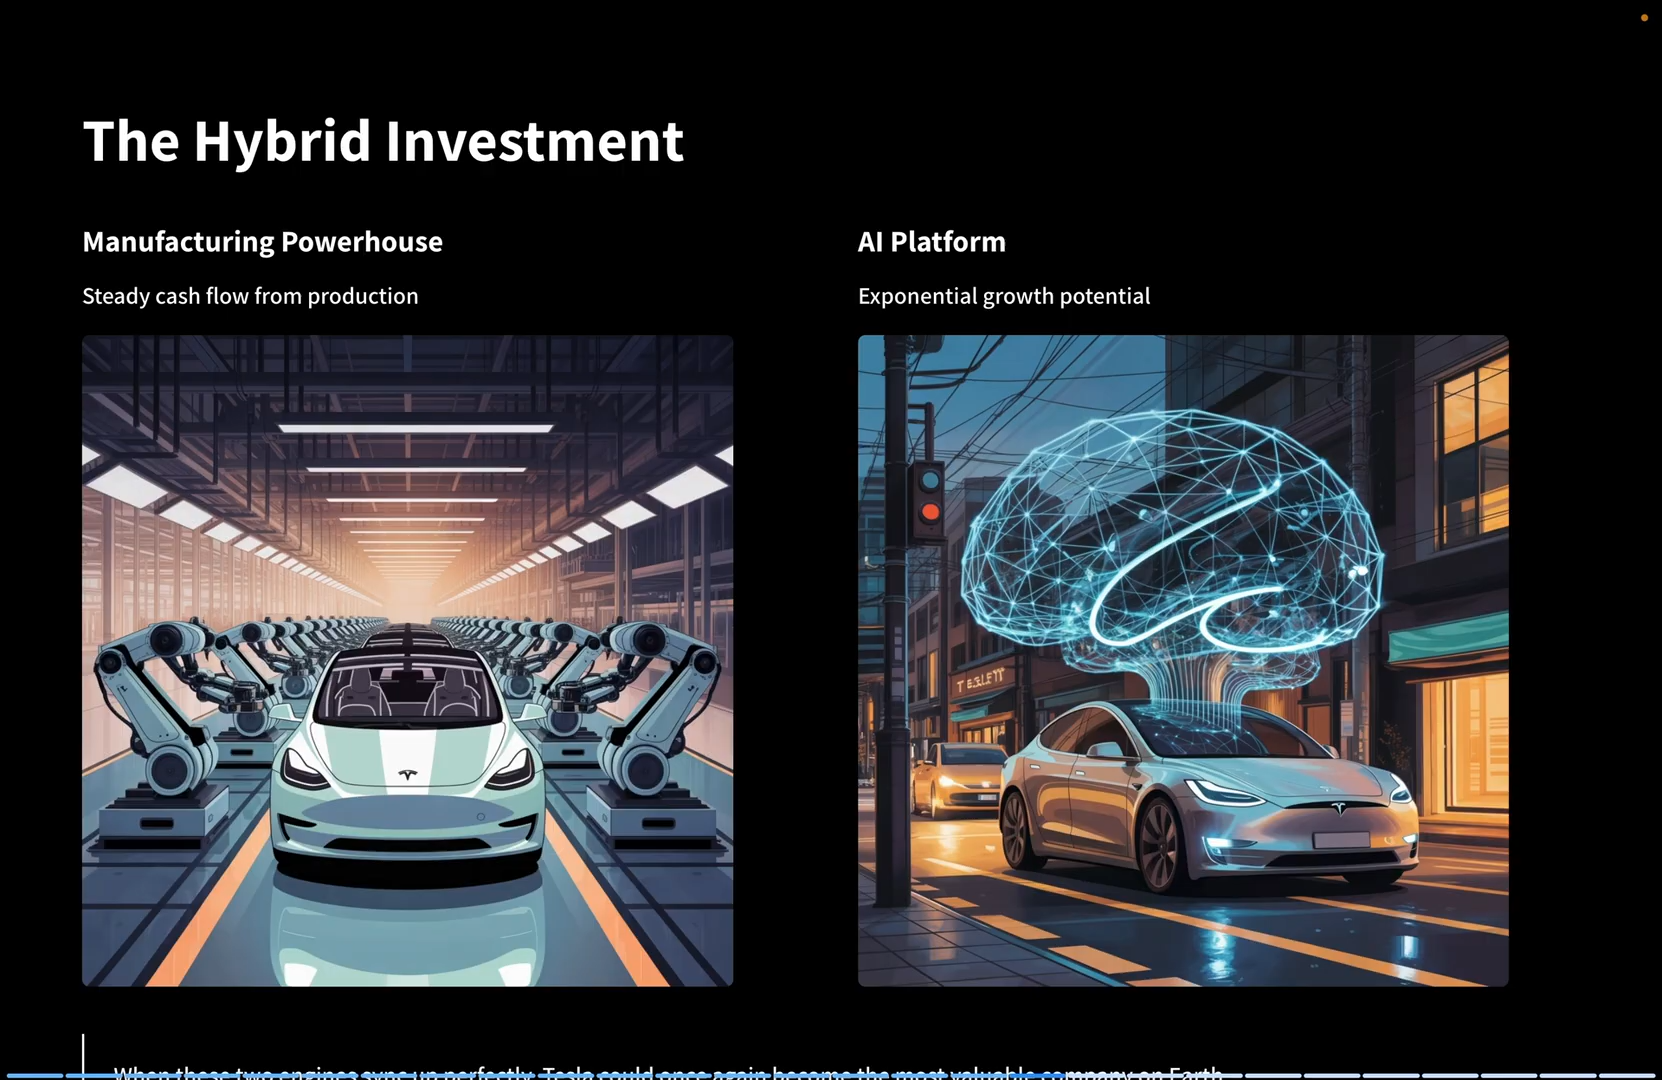 The Hybrid Investment
Manufacturing Powerhouse
Steady cash flow from production
AI Platform
Exponential growth potential
T ESLETT
When these two engines sync up perfectly, Tesla could once again become the most valuable company on Earth.